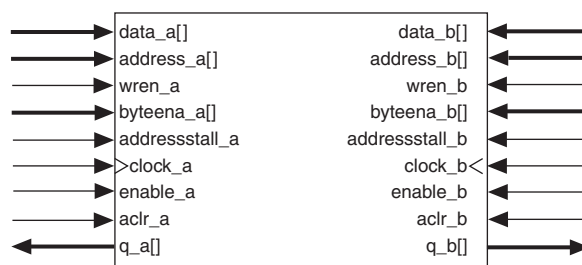 data_a[] data_b[]
address_a[] address_b[]
wren_a wren_b
byteena_a[] byteena_b[]
addressstall_a addressstall_b
>clock_a clock_b<
enable_a enable_b
aclr_a aclr_b
q_a[] q_b[]